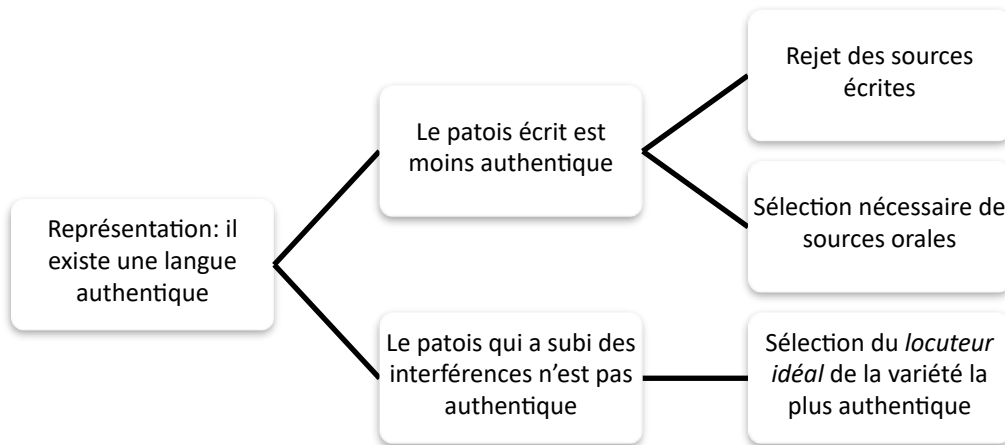 Représentation: il
existe une langue
authentique
Le patois écrit est
moins authentique
Rejet des sources
écrites
Sélection nécessaire de
sources orales
Le patois qui a subi des
interférences n’est pas
authentique
Sélection du locuteur
idéal de la variété la
plus authentique